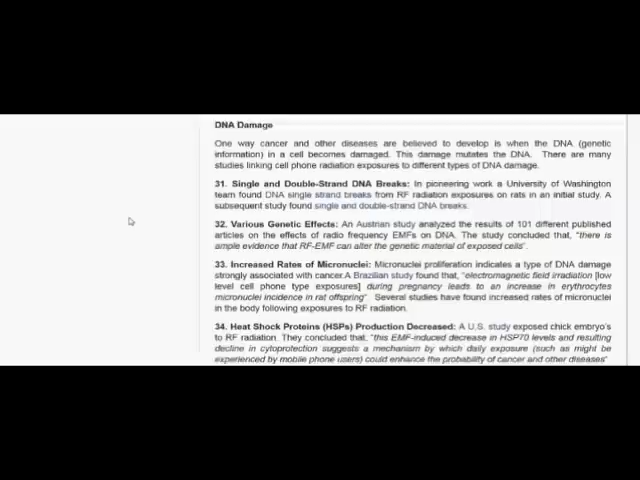 DNA Damage
One way cancer and other diseases are believed to develop is when the DNA (genetic
information) in a cell becomes damaged. This damage mutates the DNA. There are many
studies linking cell phone radiation exposures to different types of DNA damage.
31. Single and Double-Strand DNA Breaks: In pioneering work a University of Washington
team found DNA single strand breaks from RF radiation exposures on rats in an initial study. A
subsequent study found single and double-strand DNA breaks.
32. Various Genetic Effects: An Austrian study analyzed the results of 101 different published
articles on the effects of radio frequency EMFs on DNA. The study concluded that, "there is
ample evidence that RF-EMF can alter the genetic material of exposed cells".
33. Increased Rates of Micronuclei: Micronuclei proliferation indicates a type of DNA damage
strongly associated with cancer.A Brazilian study found that, "electromagnetic field irradiation [low
level cell phone type exposures] during pregnancy leads to an increase in erythrocytes
micronuclei incidence in rat offspring". Several studies have found increased rates of micronuclei
in the body following exposures to RF radiation.
34. Heat Shock Proteins (HSPs) Production Decreased: A U.S. study exposed chick embryo's
to RF radiation. They concluded that, "this EMF-induced decrease in HSP70 levels and resulting
decline in cytoprotection suggests a mechanism by which daily exposure (such as might be
experienced by mobile phone users) could enhance the probability of cancer and other diseases"